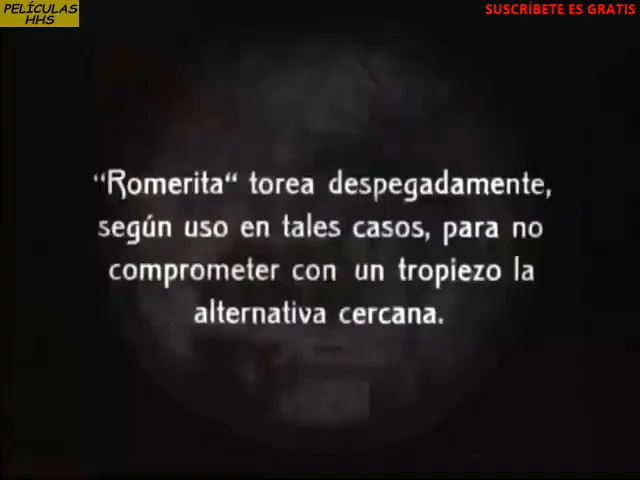 PELÍCULAS
HHS
SUSCRÍBETE ES GRATIS
“Romerita“ torea despegadamente,
según uso en tales casos, para no
comprometer con un tropiezo la
alternativa cercana.